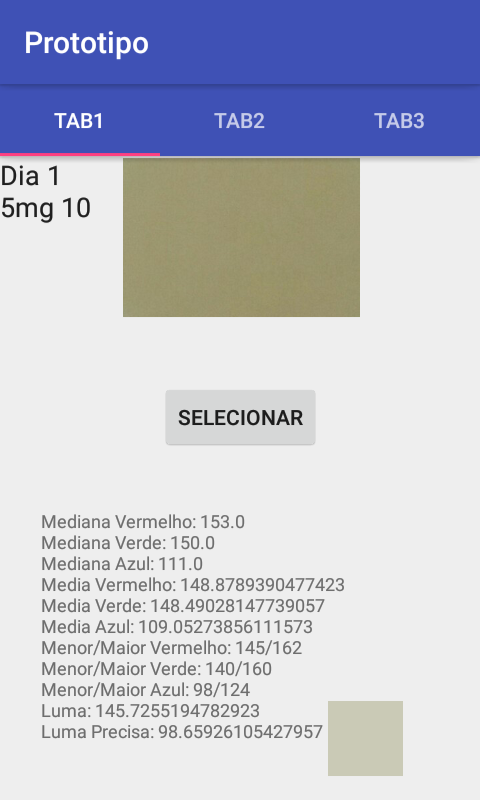 Prototipo
TAB1 TAB2 TAB3
Dia 1
5mg 10
SELECIONAR
Mediana Vermelho: 153.0
Mediana Verde: 150.0
Mediana Azul: 111.0
Media Vermelho: 148.8789390477423
Media Verde: 148.49028147739057
Media Azul: 109.05273856111573
Menor/Maior Vermelho: 145/162
Menor/Maior Verde: 140/160
Menor/Maior Azul: 98/124
Luma: 145.7255194782923
Luma Precisa: 98.65926105427957